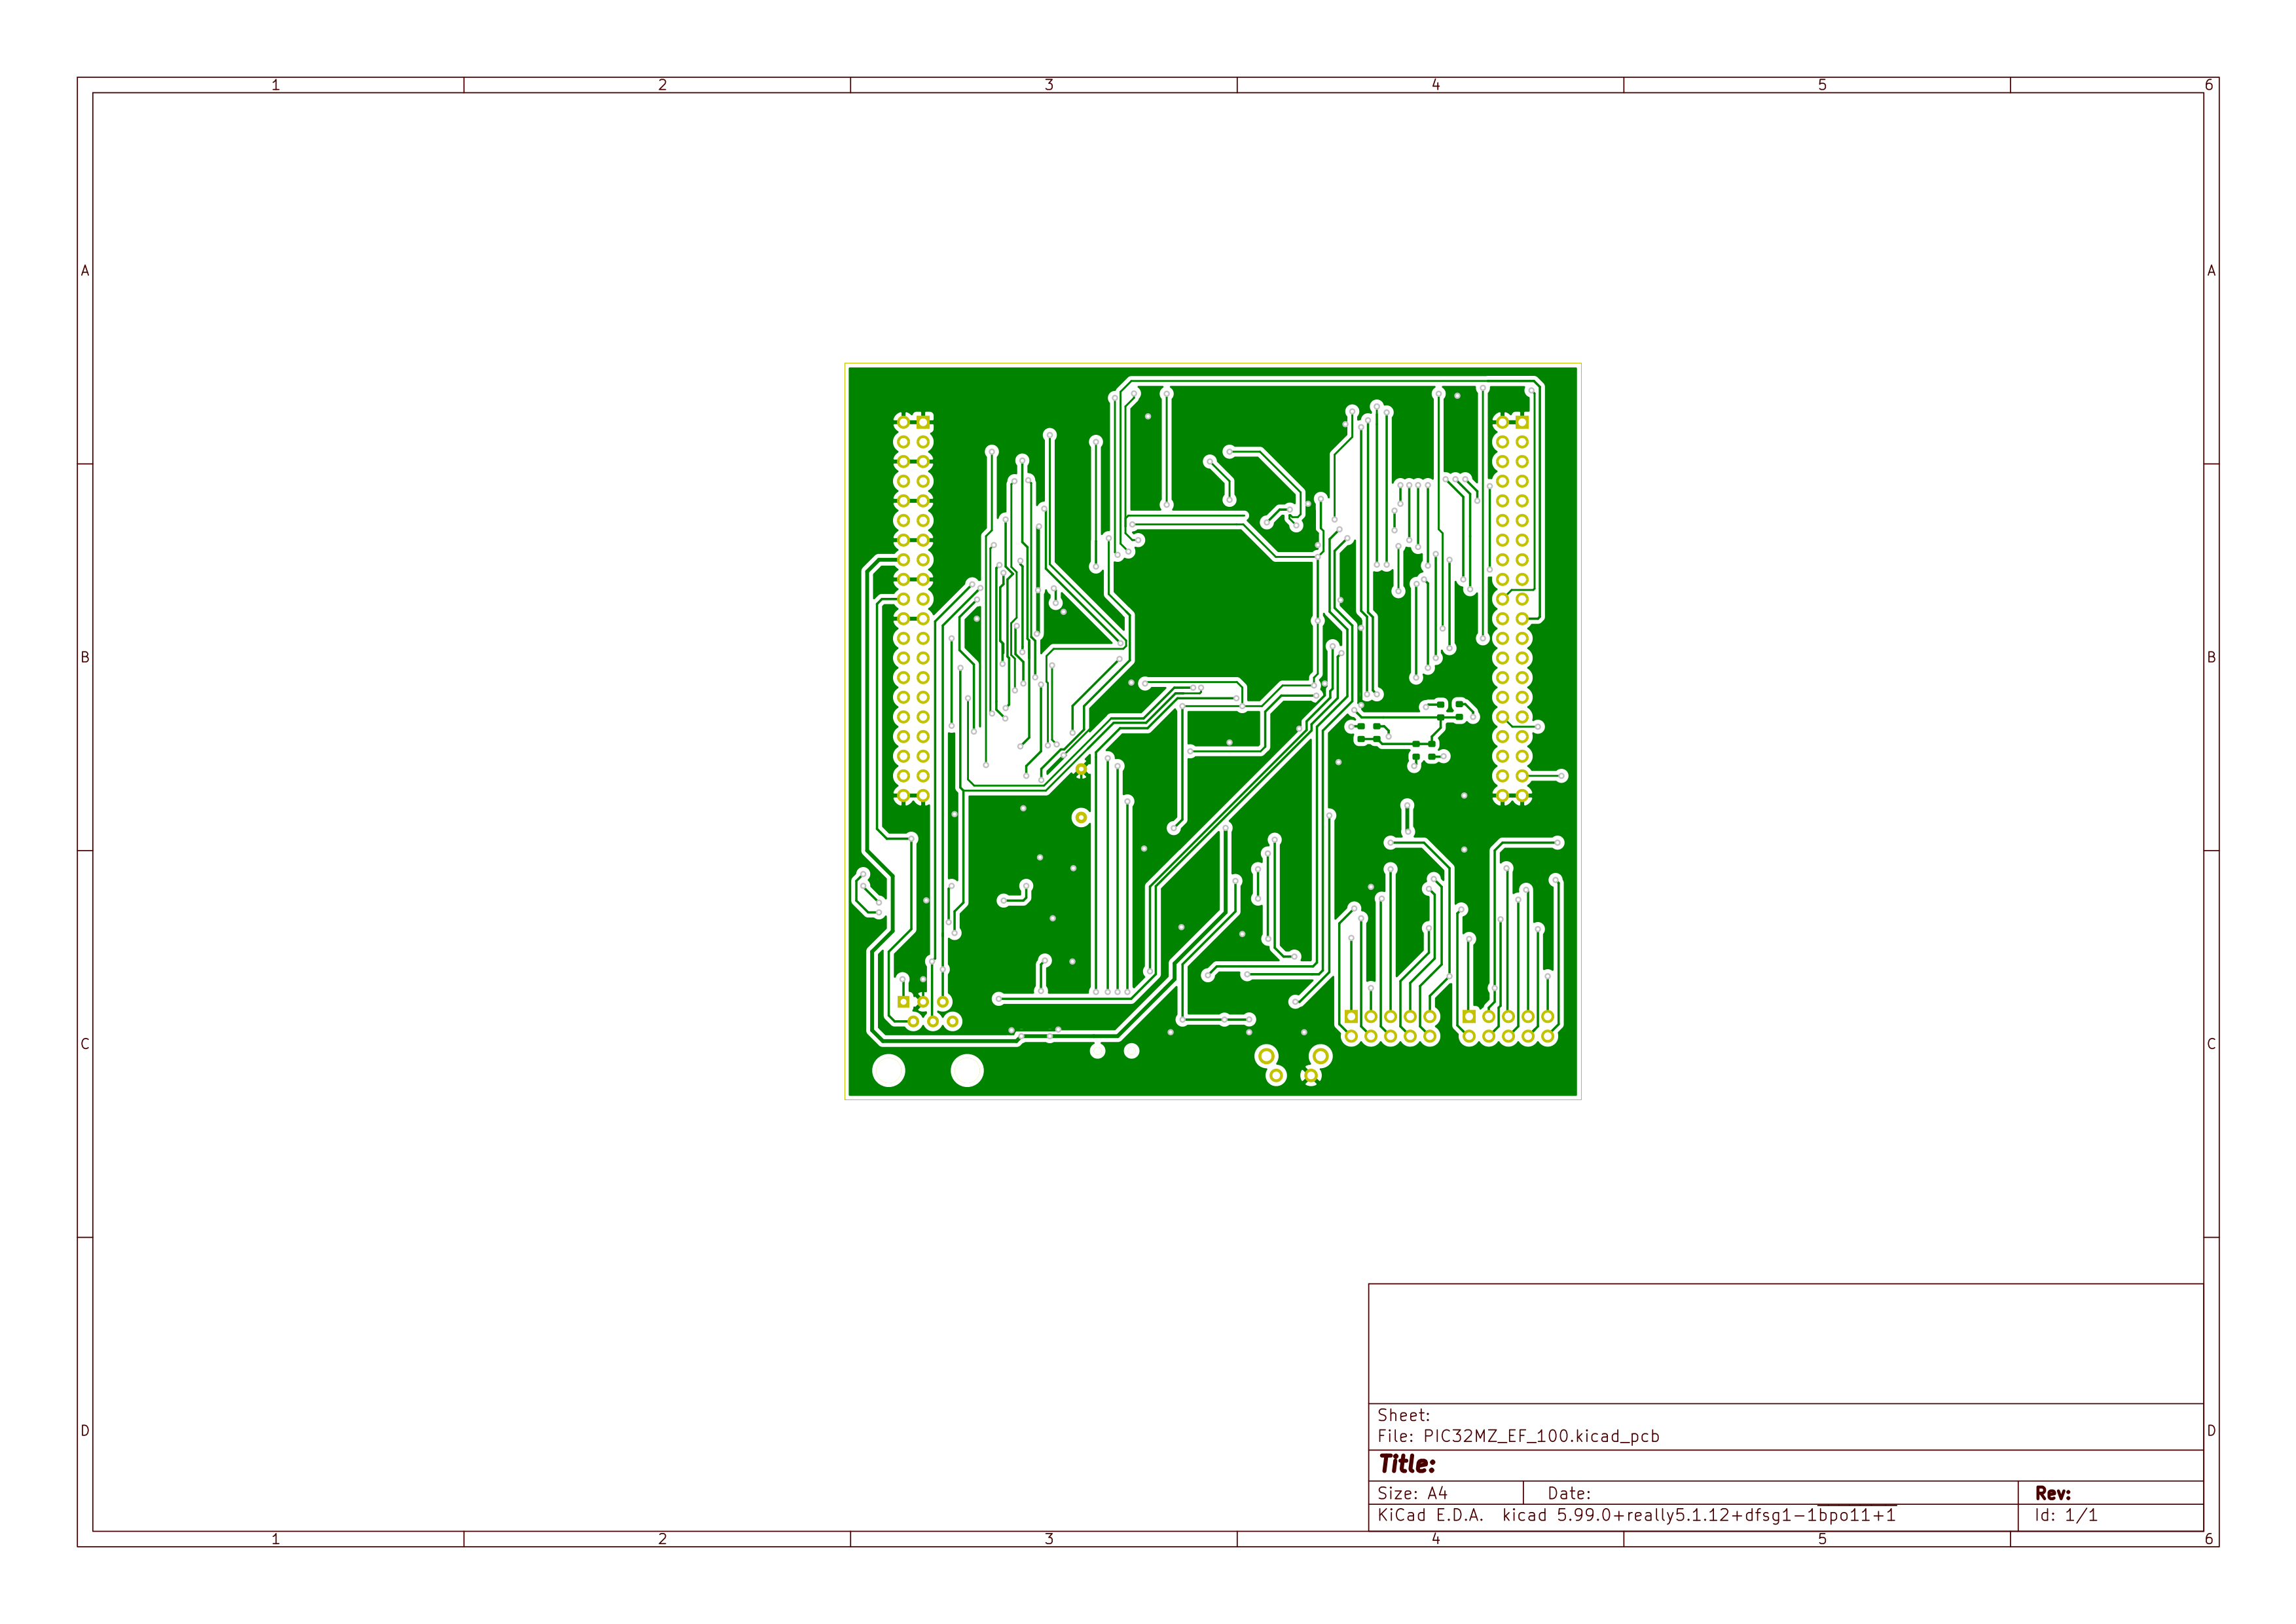 1 2 3 4 5 6
A A
B B
C C
D D
Sheet:
File: PIC32MZ_EF_100.kicad_pcb
Title:
Size: A4 Date: Rev:
KiCad E.D.A. kicad 5.99.0+really5.1.12+dfsg1-1bpo11+1 Id: 1/1
1 2 3 4 5 6